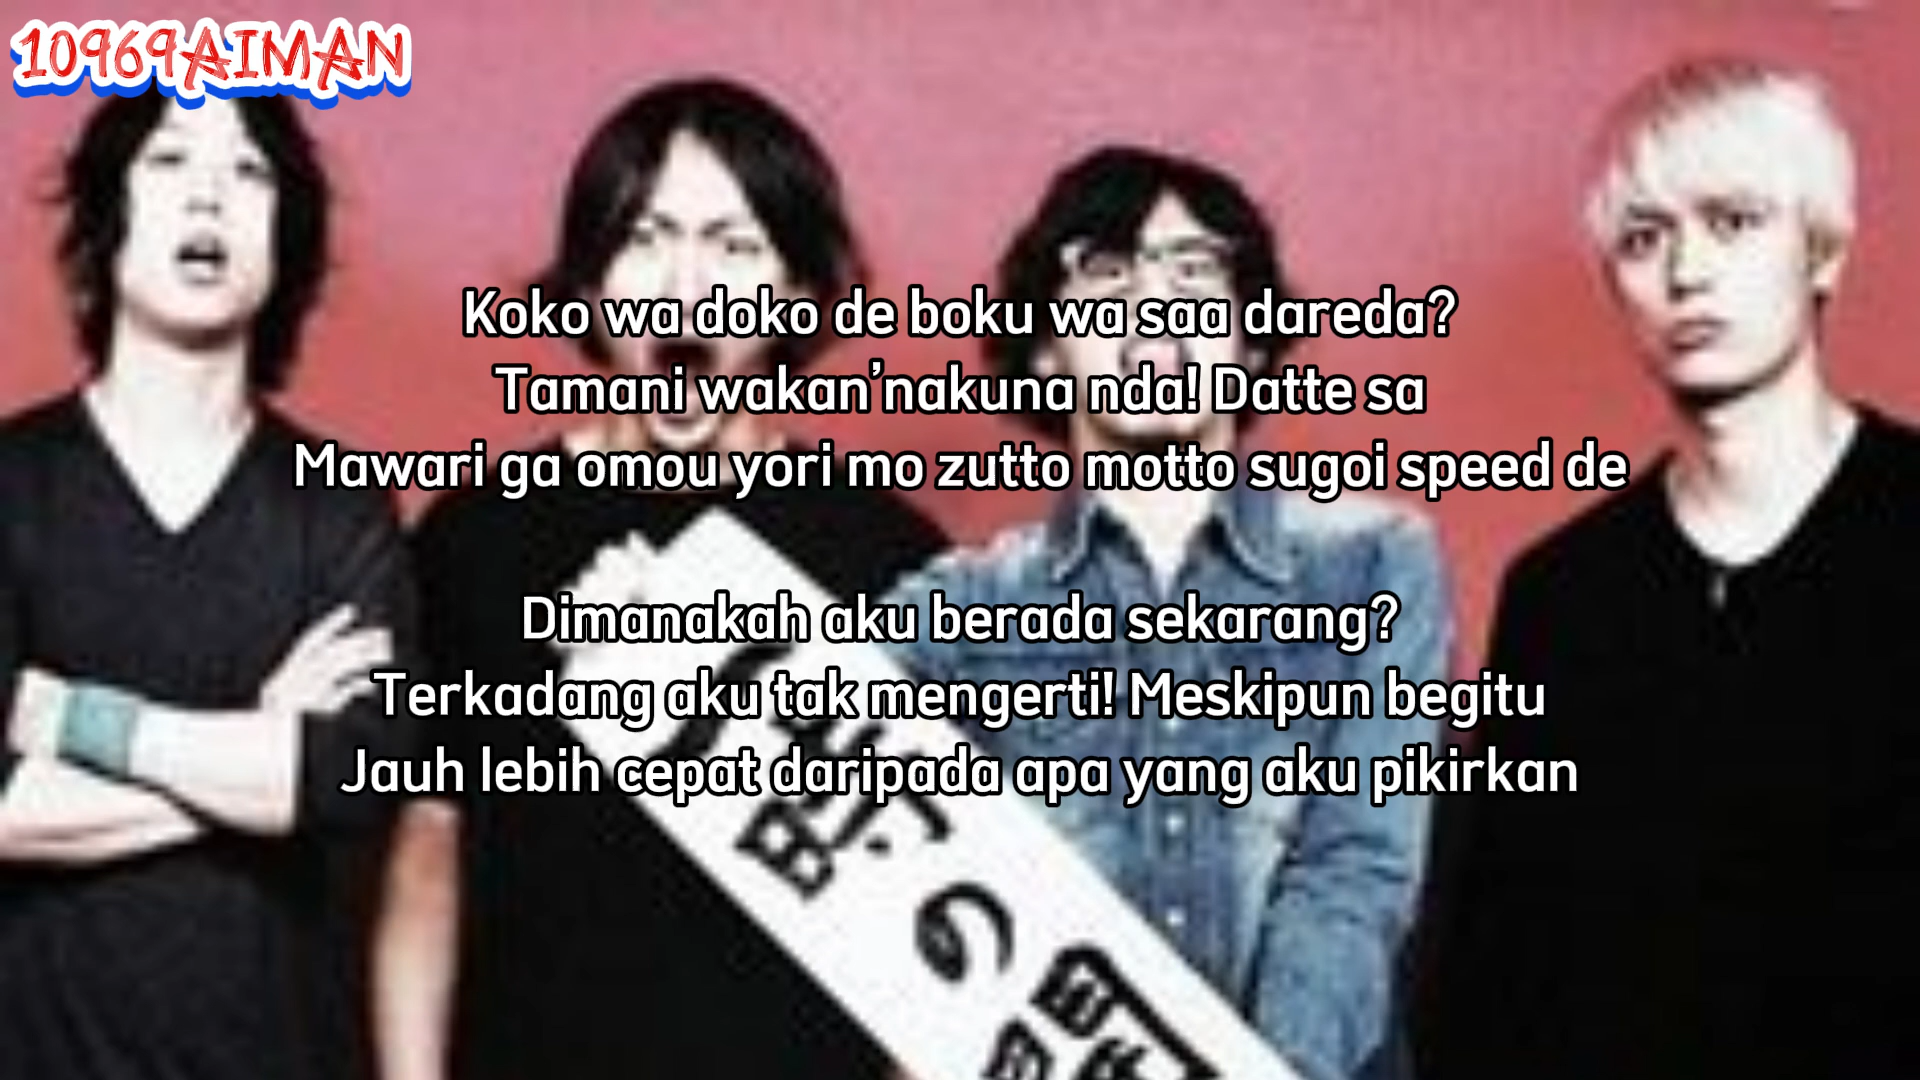 10969AIMAN
Koko wa doko de boku wa saa dareda?
Tamani wakan'nakuna nda! Datte sa
Mawari ga omou yori mo zutto motto sugoi speed de
Dimanakah aku berada sekarang?
Terkadang aku tak mengerti! Meskipun begitu
Jauh lebih cepat daripada apa yang aku pikirkan